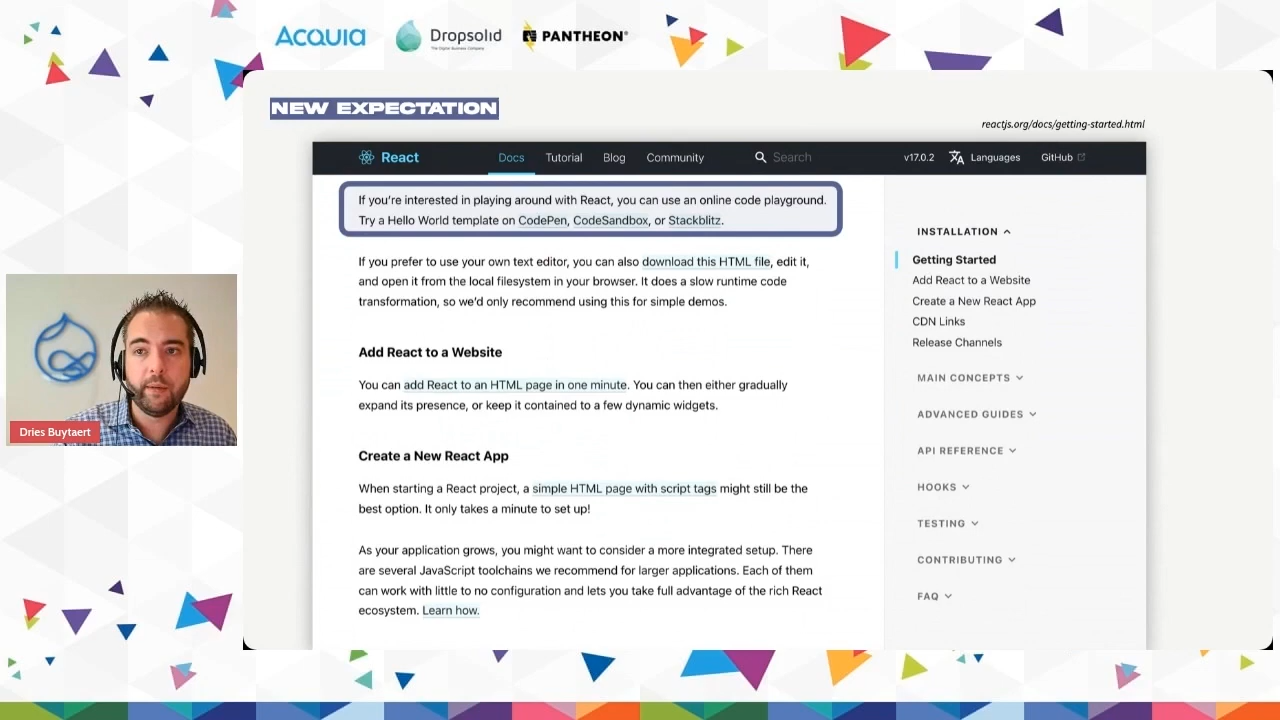 ACQUIA
Dropsolid
The Digital Business Company
PANTHEON®
NEW EXPECTATION
reactjs.org/docs/getting-started.html
React
Docs
Tutorial
Blog
Community
Search
v17.0.2
Languages
GitHub
If you're interested in playing around with React, you can use an online code playground.
Try a Hello World template on CodePen, CodeSandbox, or Stackblitz.
If you prefer to use your own text editor, you can also download this HTML file, edit it,
and open it from the local filesystem in your browser. It does a slow runtime code
transformation, so we'd only recommend using this for simple demos.
Add React to a Website
You can add React to an HTML page in one minute. You can then either gradually
expand its presence, or keep it contained to a few dynamic widgets.
Create a New React App
When starting a React project, a simple HTML page with script tags might still be the
best option. It only takes a minute to set up!
As your application grows, you might want to consider a more integrated setup. There
are several JavaScript toolchains we recommend for larger applications. Each of them
can work with little to no configuration and lets you take full advantage of the rich React
ecosystem. Learn how.
INSTALLATION
Getting Started
Add React to a Website
Create a New React App
CDN Links
Release Channels
MAIN CONCEPTS
ADVANCED GUIDES
API REFERENCE
HOOKS
TESTING
CONTRIBUTING
FAQ
Dries Buytaert